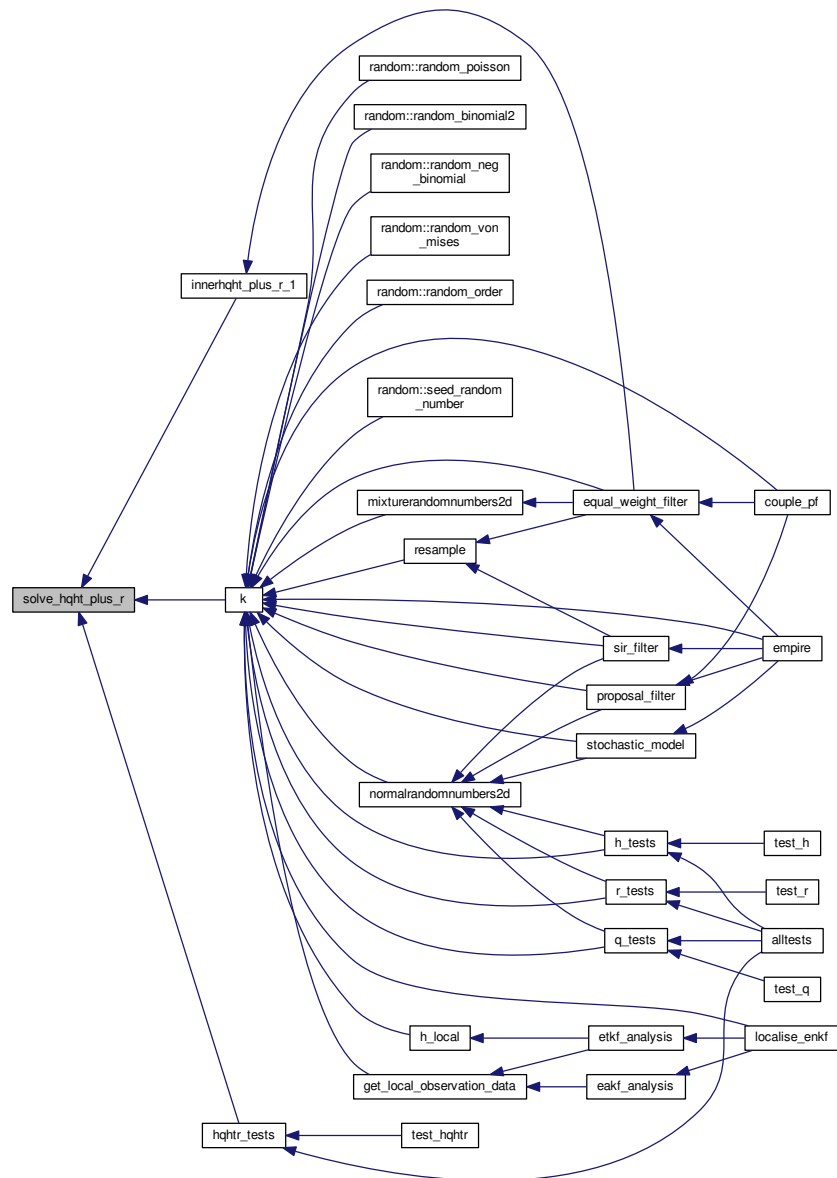 random::random_poisson
random::random_binomial2
random::random_neg
_binomial
random::random_von
_mises
innerhqht_plus_r_1
random::random_order
random::seed_random
_number
mixturerandomnumbers2d
equal_weight_filter
couple_pf
resample
solve_hqht_plus_r
k
sir_filter
empire
proposal_filter
stochastic_model
normalrandomnumbers2d
h_tests
test_h
r_tests
test_r
q_tests
alltests
test_q
h_local
etkf_analysis
localise_enkf
get_local_observation_data
eakf_analysis
hqhtr_tests
test_hqhtr